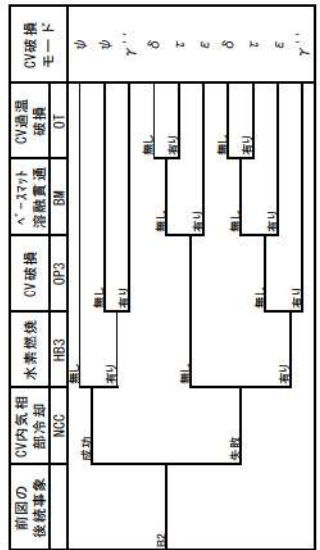 前図の
後続事象
CV内気相
部冷却
水素燃焼
CV破損
ベースマット
溶融貫通
CV過温
破損
CV破損
モード
NCC
HB3
OP3
BM
OT
無し
ψ
成功
無し
ψ
有り
有り
γ'''
無し
δ
無し
有り
τ
無し
有り
ε
B2
無し
δ
無し
有り
τ
失敗
無し
有り
ε
有り
有り
γ'''